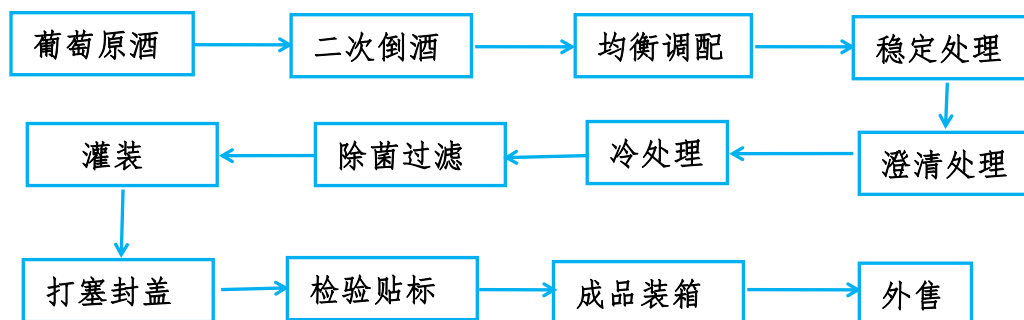 葡萄原酒
二次倒酒
均衡调配
稳定处理
澄清处理
冷处理
除菌过滤
灌装
打塞封盖
检验贴标
成品装箱
外售